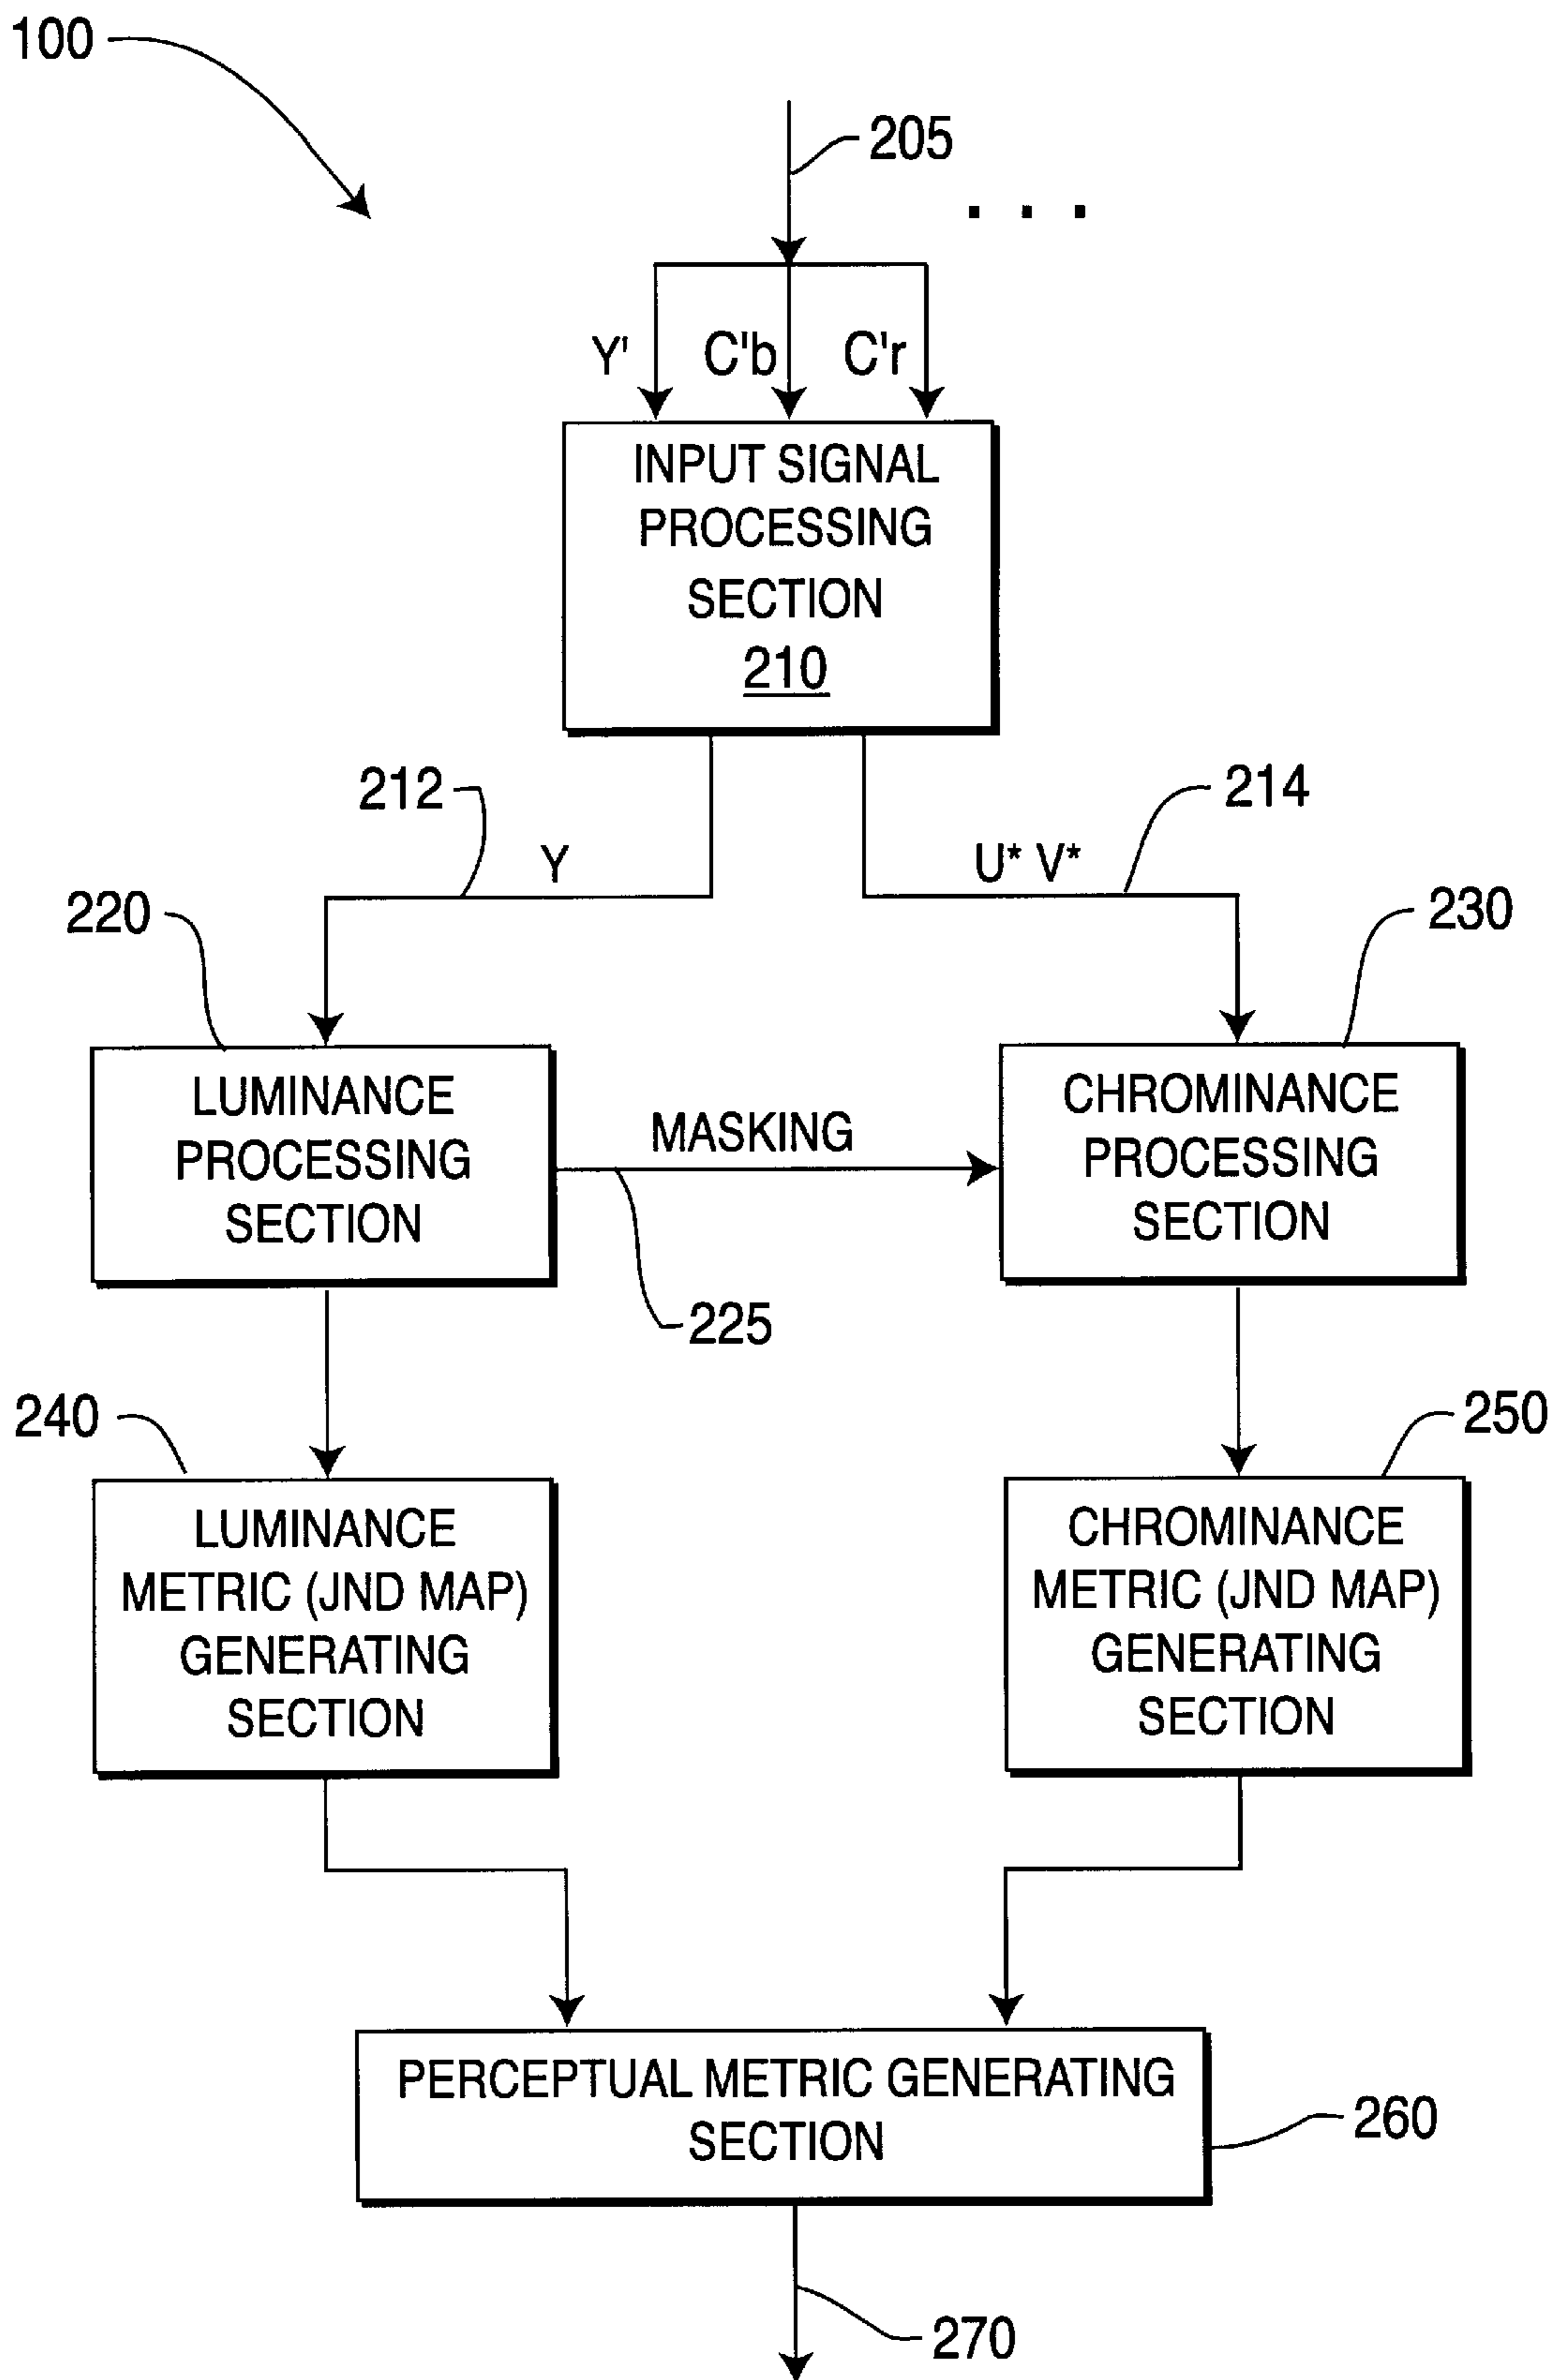 100
205
. . .
Y' C'b C'r
INPUT SIGNAL
PROCESSING
SECTION
210
212
214
Y
U* V*
220
230
LUMINANCE
PROCESSING
SECTION
MASKING
CHROMINANCE
PROCESSING
SECTION
225
240
250
LUMINANCE
METRIC (JND MAP)
GENERATING
SECTION
CHROMINANCE
METRIC (JND MAP)
GENERATING
SECTION
PERCEPTUAL METRIC GENERATING
SECTION
260
270